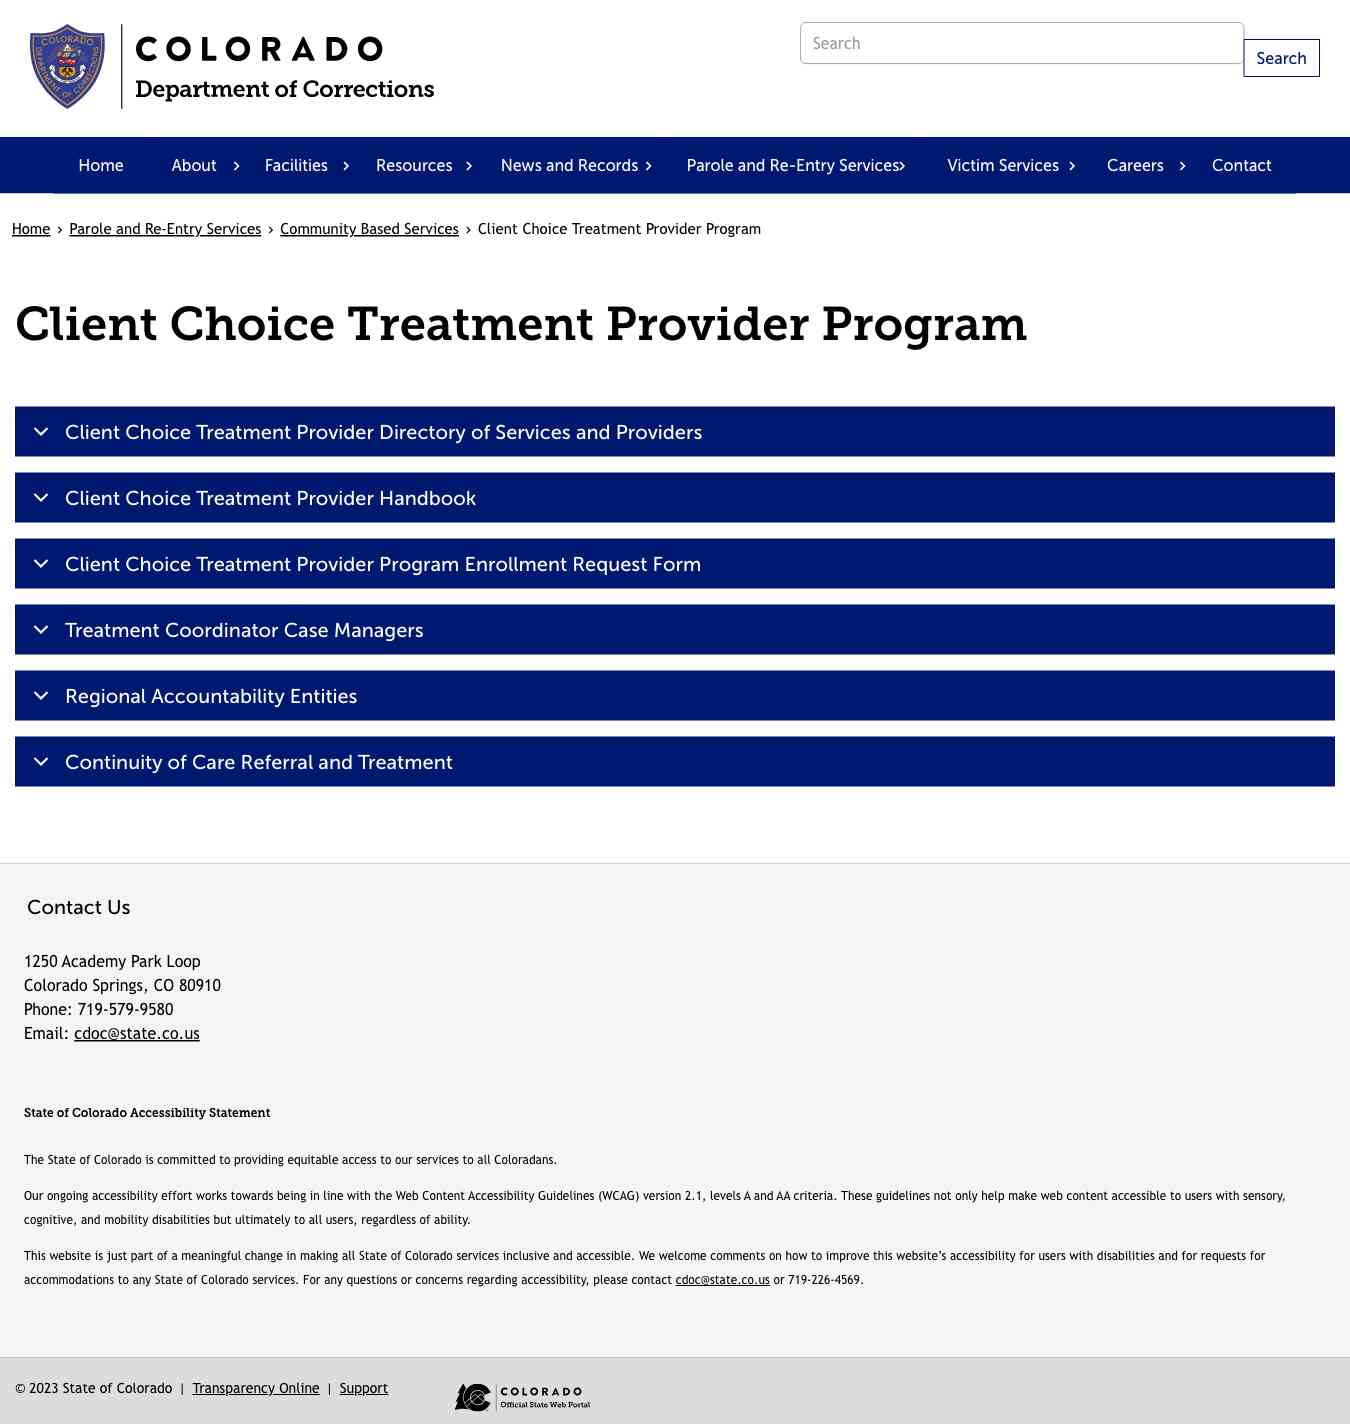 COLORADO
Department of Corrections
Search
Search
Home
About
Facilities
Resources
News and Records
Parole and Re-Entry Services
Victim Services
Careers
Contact
Home › Parole and Re-Entry Services › Community Based Services › Client Choice Treatment Provider Program
Client Choice Treatment Provider Program
Client Choice Treatment Provider Directory of Services and Providers
Client Choice Treatment Provider Handbook
Client Choice Treatment Provider Program Enrollment Request Form
Treatment Coordinator Case Managers
Regional Accountability Entities
Continuity of Care Referral and Treatment
Contact Us
1250 Academy Park Loop
Colorado Springs, CO 80910
Phone: 719-579-9580
Email: cdoc@state.co.us
State of Colorado Accessibility Statement
The State of Colorado is committed to providing equitable access to our services to all Coloradans.
Our ongoing accessibility effort works towards being in line with the Web Content Accessibility Guidelines (WCAG) version 2.1, levels A and AA criteria. These guidelines not only help make web content accessible to users with sensory,
cognitive, and mobility disabilities but ultimately to all users, regardless of ability.
This website is just part of a meaningful change in making all State of Colorado services inclusive and accessible. We welcome comments on how to improve this website's accessibility for users with disabilities and for requests for
accommodations to any State of Colorado services. For any questions or concerns regarding accessibility, please contact cdoc@state.co.us or 719-226-4569.
© 2023 State of Colorado | Transparency Online | Support
COLORADO
Official State Web Portal